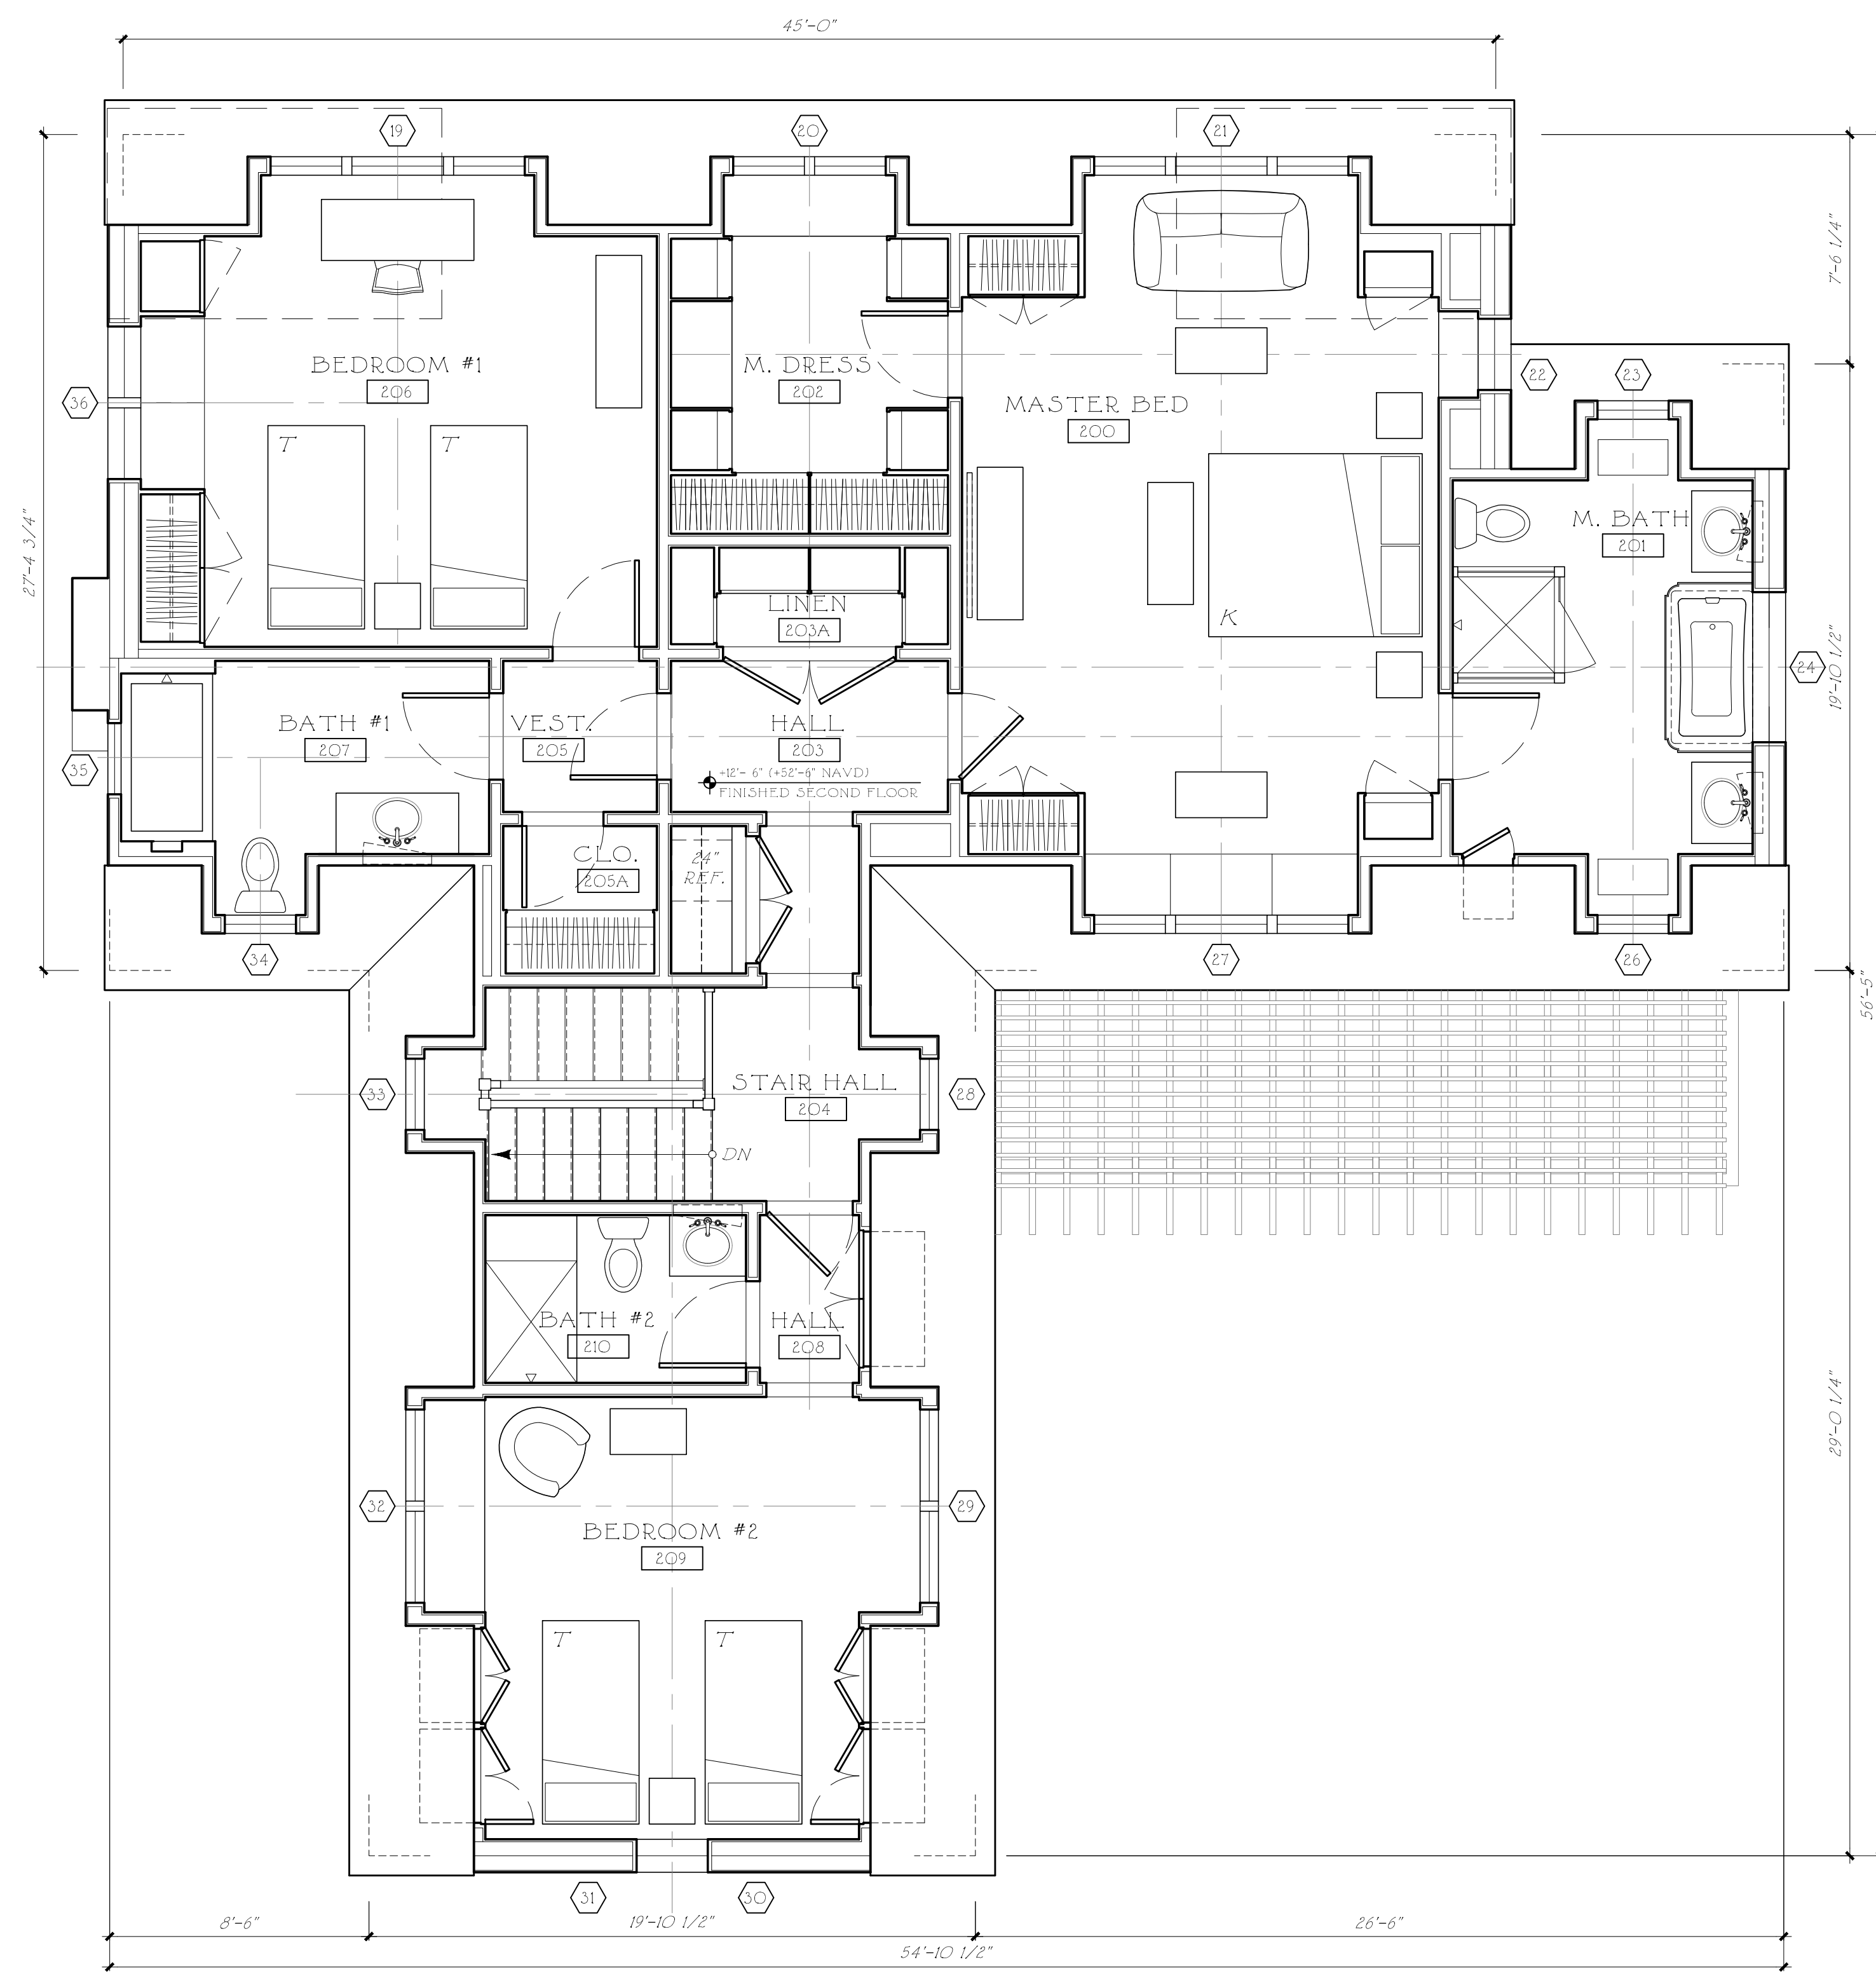 45'-0"
19
20
21
7'-6 1/4"
BEDROOM #1
206
M. DRESS
202
MASTER BED
200
22
23
36
T
T
M. BATH
201
27'-4 3/4"
LINEN
203A
K
24
19'-10 1/2"
BATH #1
207
VEST.
205
HALL
203
+12'- 6" (+52'-6" NAVD)
FINISHED SECOND FLOOR
35
CLO.
205A
24"
REF.
34
27
26
56'-5"
33
STAIR HALL
204
28
DN
BATH #2
210
HALL
208
29'-0 1/4"
32
29
BEDROOM #2
209
T
T
31
30
8'-6"
19'-10 1/2"
26'-6"
54'-10 1/2"